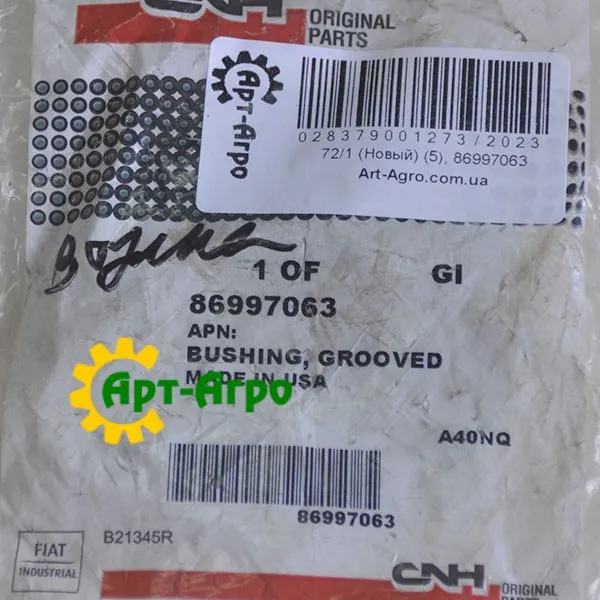 CNH
ORIGINAL
PARTS
Арт-Агро
028379001273/2023
72/1 (Новый) (5), 86997063
Art-Agro.com.ua
Втулка
1 OF
GI
86997063
APN:
BUSHING, GROOVED
MADE IN USA
Арт-Агро
A40NQ
86997063
B21345R
FIAT
INDUSTRIAL
CNH
ORIGINAL
PARTS